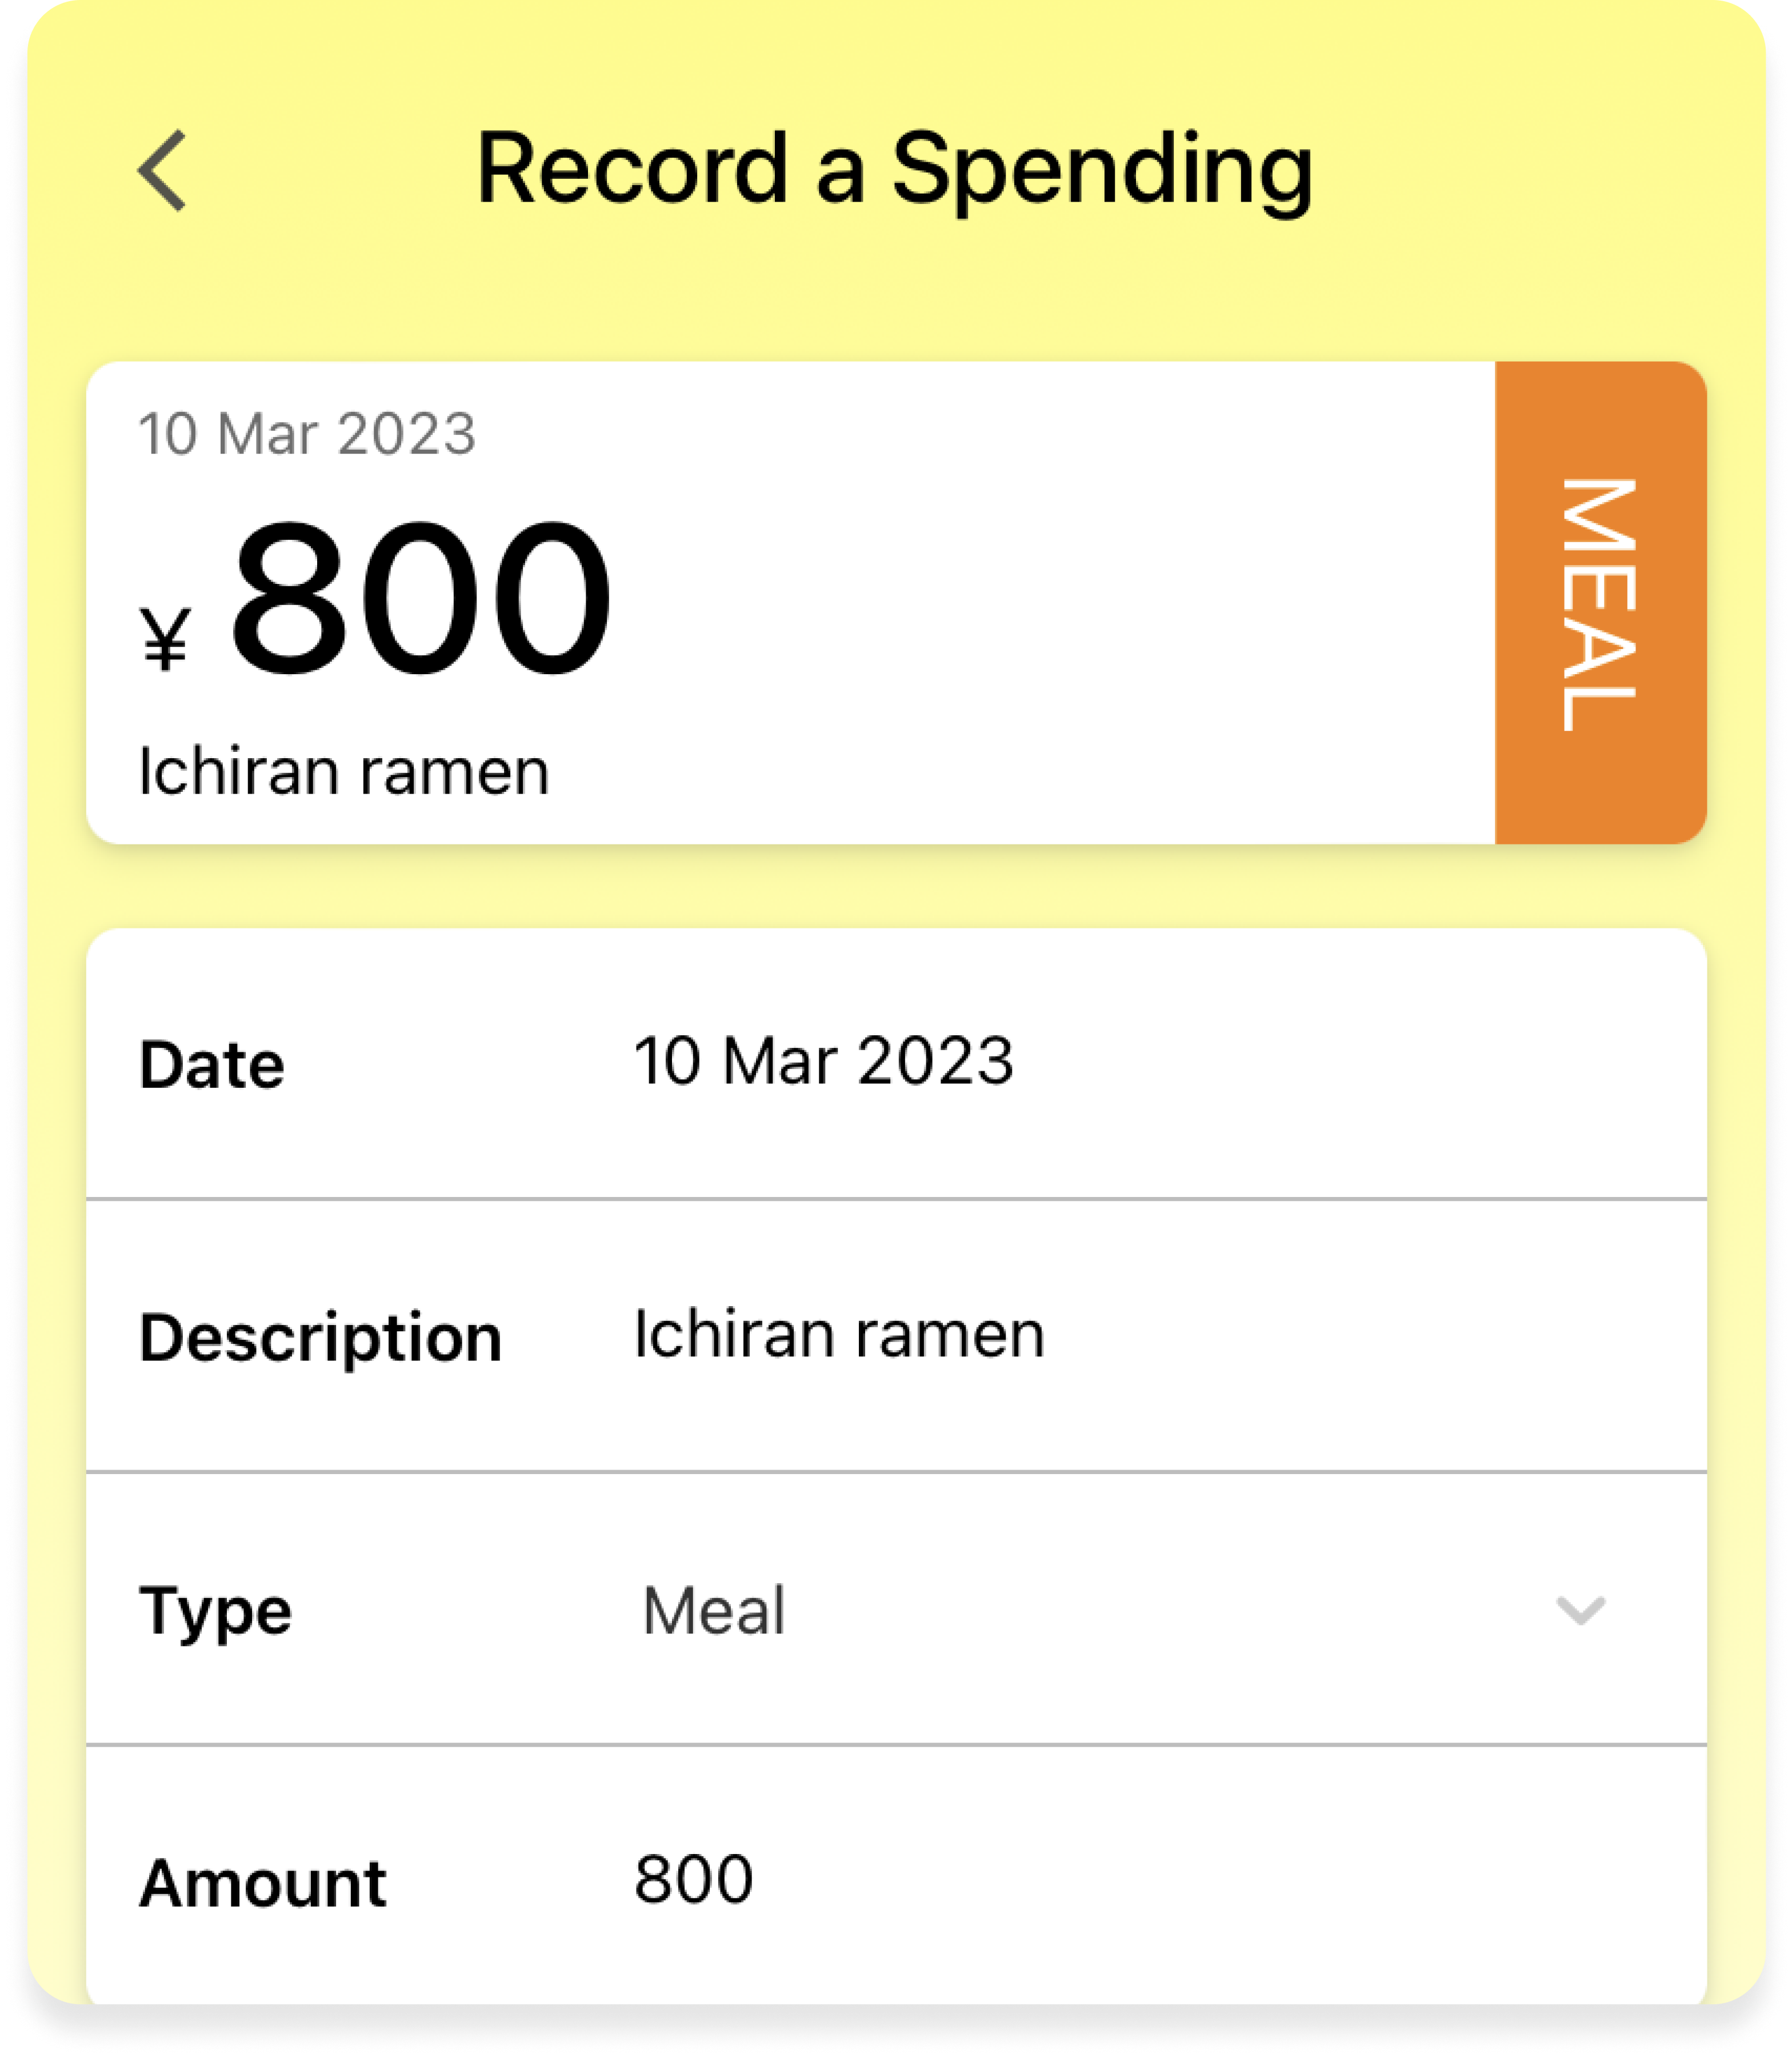 Record a Spending
10 Mar 2023
MEAL
¥ 800
Ichiran ramen
Date 10 Mar 2023
Description Ichiran ramen
Type Meal
Amount 800